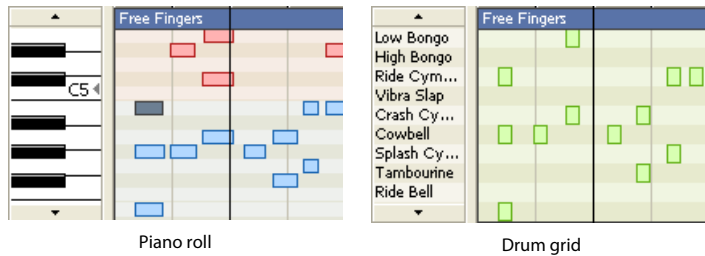 Free Fingers
C5
Piano roll
Free Fingers
Low Bongo
High Bongo
Ride Cym...
Vibra Slap
Crash Cy...
Cowbell
Splash Cy...
Tambourine
Ride Bell
Drum grid